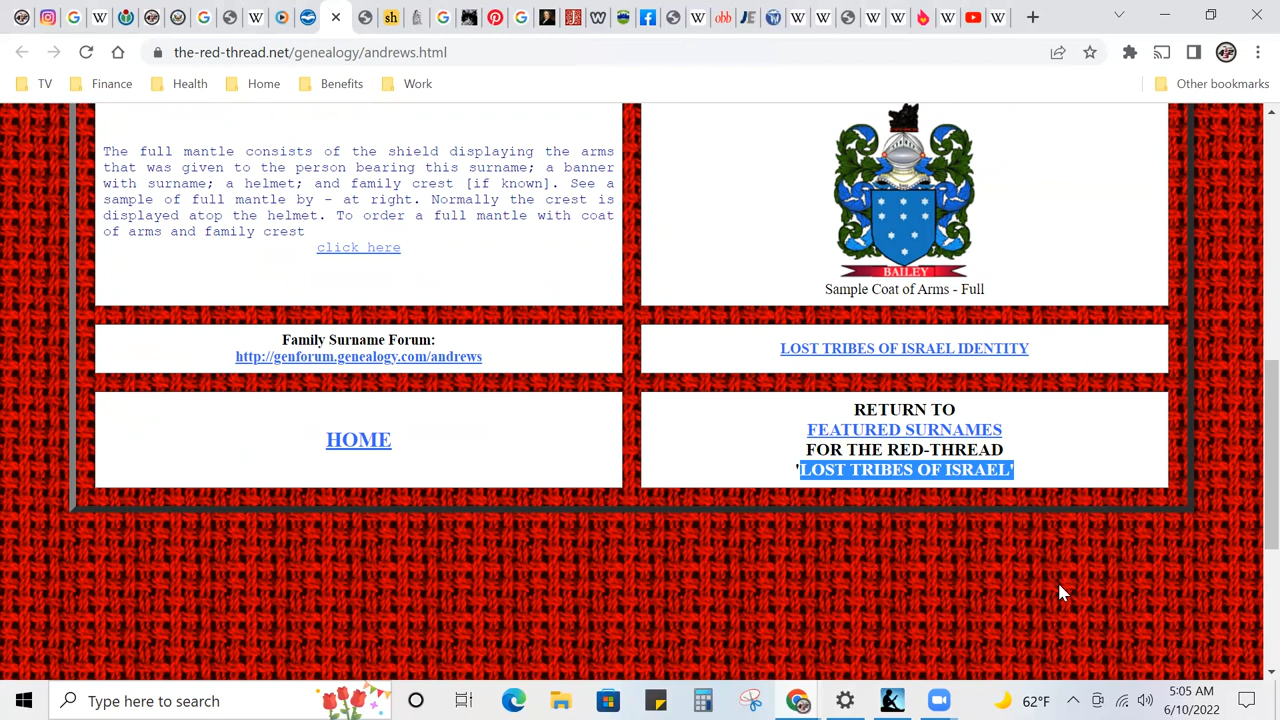 the-red-thread.net/genealogy/andrews.html
TV
Finance
Health
Home
Benefits
Work
Other bookmarks
The full mantle consists of the shield displaying the arms
that was given to the person bearing this surname; a banner
with surname; a helmet; and family crest [if known]. See a
sample of full mantle by - at right. Normally the crest is
displayed atop the helmet. To order a full mantle with coat
of arms and family crest
click here
BAILEY
Sample Coat of Arms - Full
Family Surname Forum:
http://genforum.genealogy.com/andrews
LOST TRIBES OF ISRAEL IDENTITY
HOME
RETURN TO
FEATURED SURNAMES
FOR THE RED-THREAD
'LOST TRIBES OF ISRAEL'
Type here to search
62°F
5:05 AM
6/10/2022